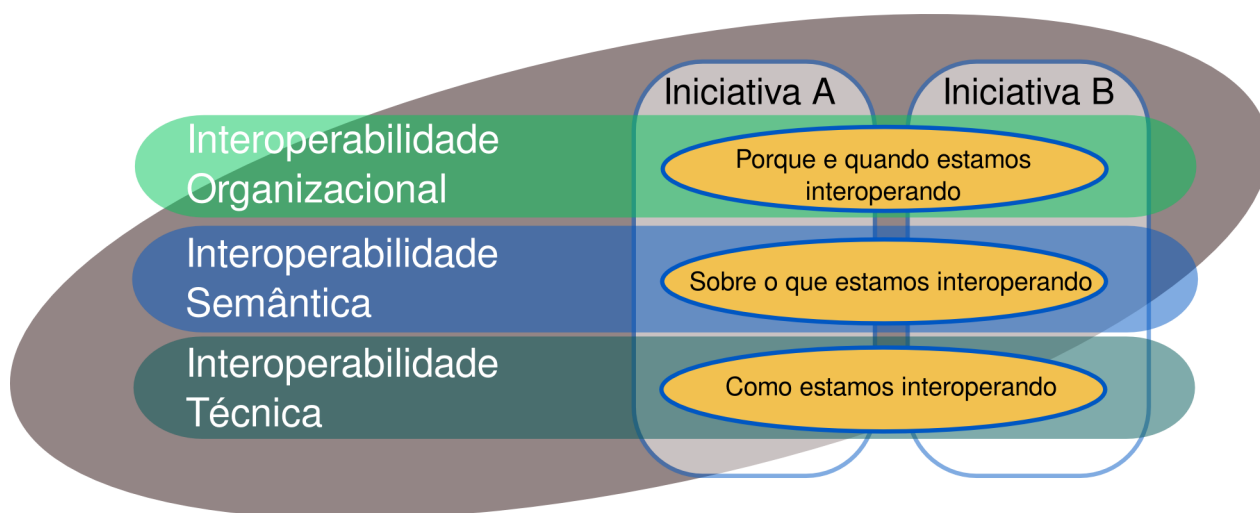 Iniciativa A
Iniciativa B
Interoperabilidade
Organizacional
Porque e quando estamos
interoperando
Interoperabilidade
Semântica
Sobre o que estamos interoperando
Interoperabilidade
Técnica
Como estamos interoperando